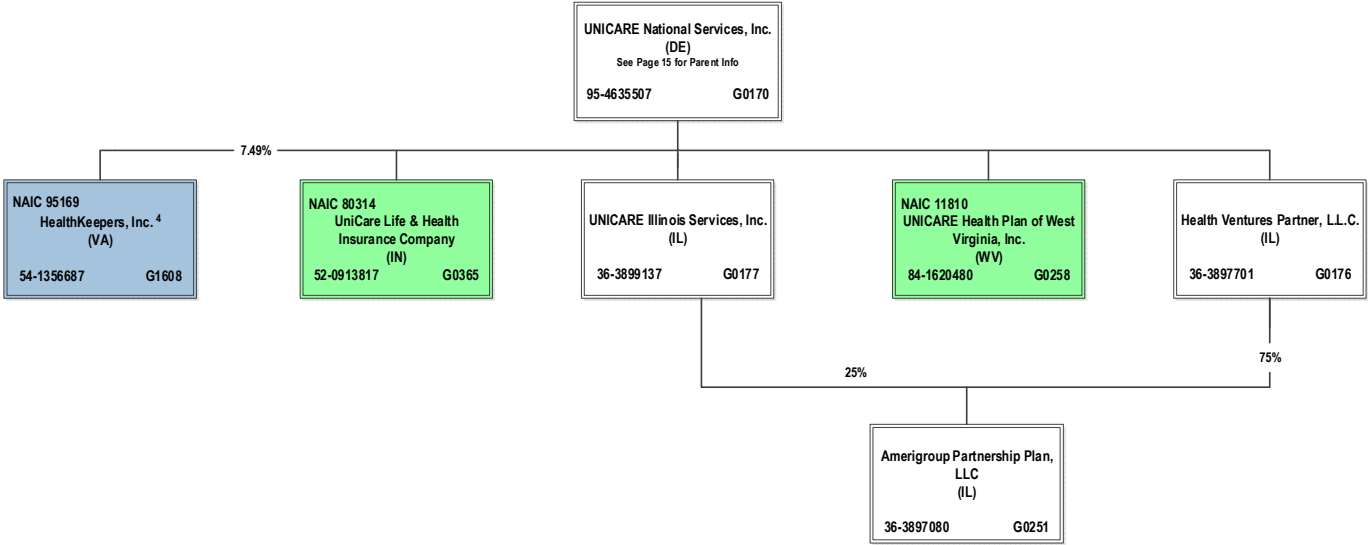 UNICARE National Services, Inc.
(DE)
See Page 15 for Parent Info
95-4635507 G0170
7.49%
NAIC 95169
HealthKeepers, Inc. 4
(VA)
54-1356687 G1608
NAIC 80314
UniCare Life & Health
Insurance Company
(IN)
52-0913817 G0365
UNICARE Illinois Services, Inc.
(IL)
36-3899137 G0177
NAIC 11810
UNICARE Health Plan of West
Virginia, Inc.
(WV)
84-1620480 G0258
Health Ventures Partner, L.L.C.
(IL)
36-3897701 G0176
75%
25%
Amerigroup Partnership Plan,
LLC
(IL)
36-3897080 G0251